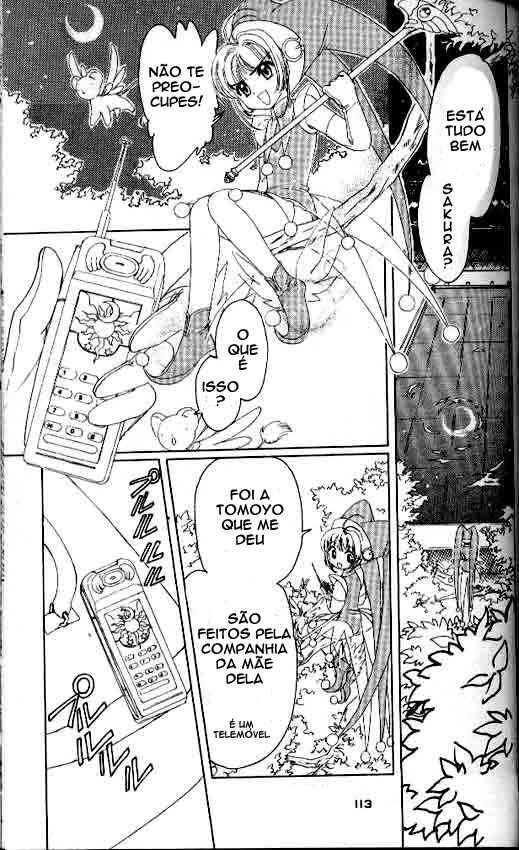 ESTÁ
TUDO
BEM
SAKURA?
NÃO TE
PREO-
CUPES!
O
QUE
É
ISSO
?
FOI A
TOMOYO
QUE ME
DEU
SÃO
FEITOS PELA
COMPANHIA
DA MÃE
DELA
É UM
TELEMÓVEL
113